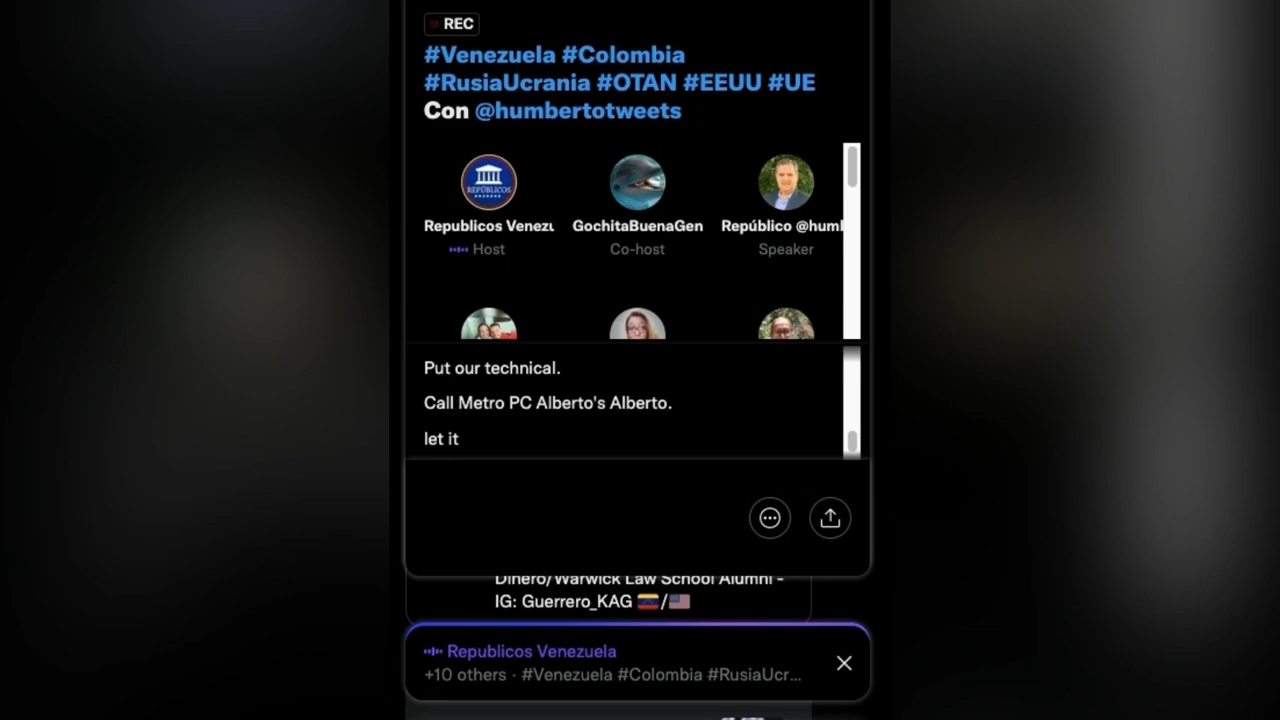 REC
#Venezuela #Colombia
#RusiaUcrania #OTAN #EEUU #UE
Con @humbertotweets
REPÚBLICOS
Republicos Venezu
GochitaBuenaGen
Repúblico @humb
Host
Co-host
Speaker
Put our technical.
Call Metro PC Alberto's Alberto.
let it
Dinero/Warwick Law School Alumni -
IG: Guerrero_KAG 🇻🇪/🇺🇸
Republicos Venezuela
+10 others · #Venezuela #Colombia #RusiaUcr...